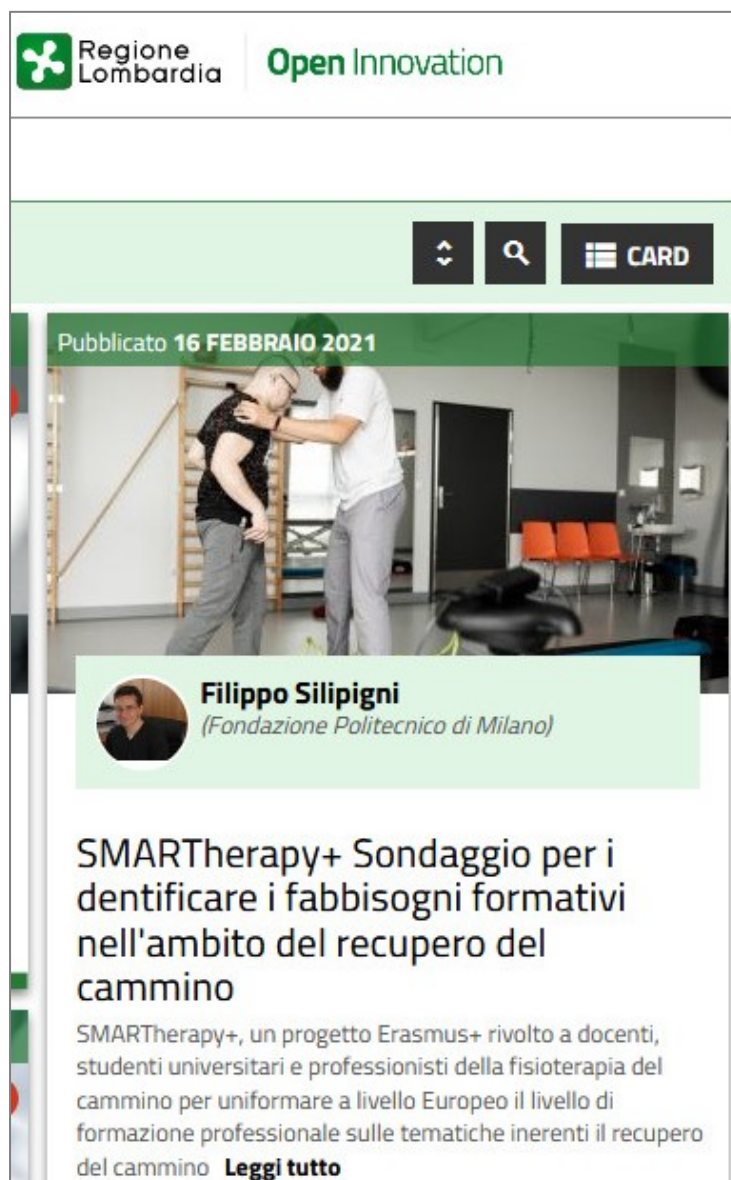 Regione
Lombardia
Open Innovation
CARD
Pubblicato 16 FEBBRAIO 2021
Filippo Silipigni
(Fondazione Politecnico di Milano)
SMARTherapy+ Sondaggio per i
dentificare i fabbisogni formativi
nell'ambito del recupero del
cammino
SMARTherapy+, un progetto Erasmus+ rivolto a docenti,
studenti universitari e professionisti della fisioterapia del
cammino per uniformare a livello Europeo il livello di
formazione professionale sulle tematiche inerenti il recupero
del cammino Leggi tutto